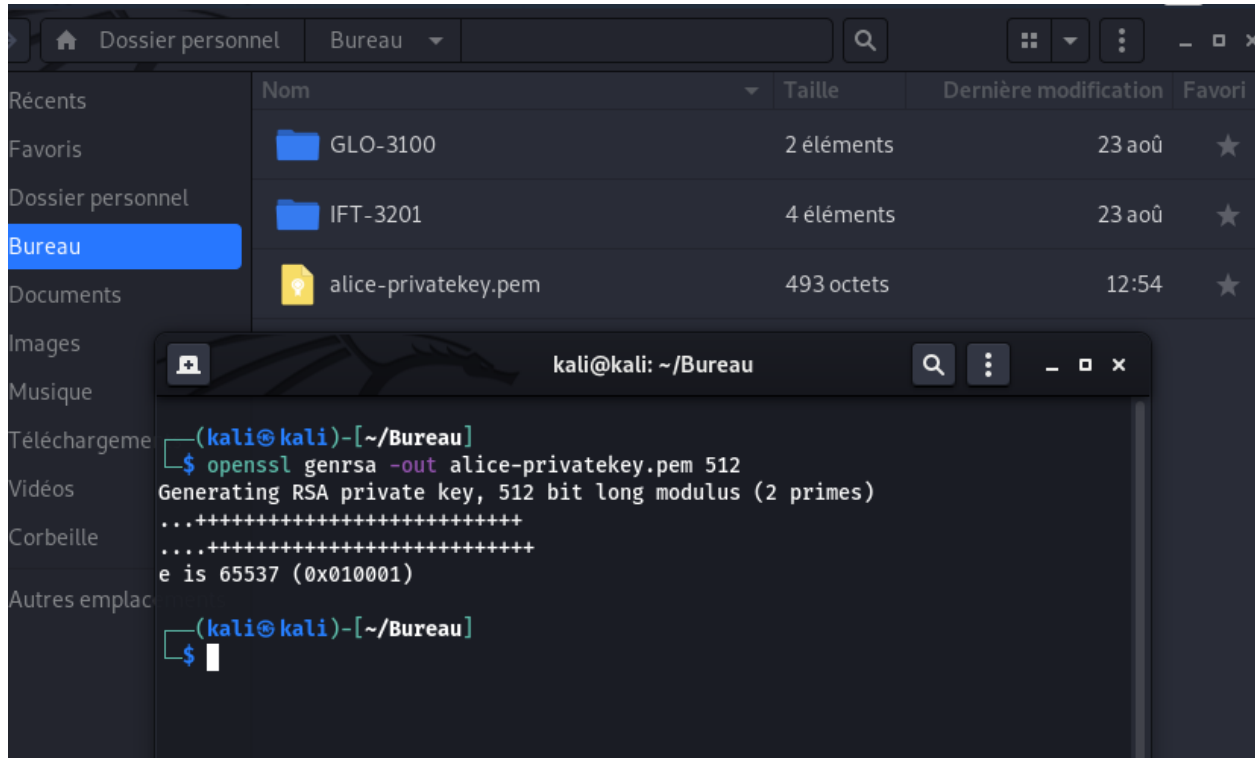 Dossier personnel Bureau
Récents
Favoris
Dossier personnel
Bureau
Documents
Images
Musique
Téléchargeme
Vidéos
Corbeille
Autres emplac
Nom Taille Dernière modification Favori
GLO-3100 2 éléments 23 aoû
IFT-3201 4 éléments 23 aoû
alice-privatekey.pem 493 octets 12:54
kali@kali: ~/Bureau
┌──(kali㉿kali)-[~/Bureau]
└─$ openssl genrsa -out alice-privatekey.pem 512
Generating RSA private key, 512 bit long modulus (2 primes)
...+++++++++++++++++++++++++++
....+++++++++++++++++++++++++++
e is 65537 (0x010001)
┌──(kali㉿kali)-[~/Bureau]
└─$